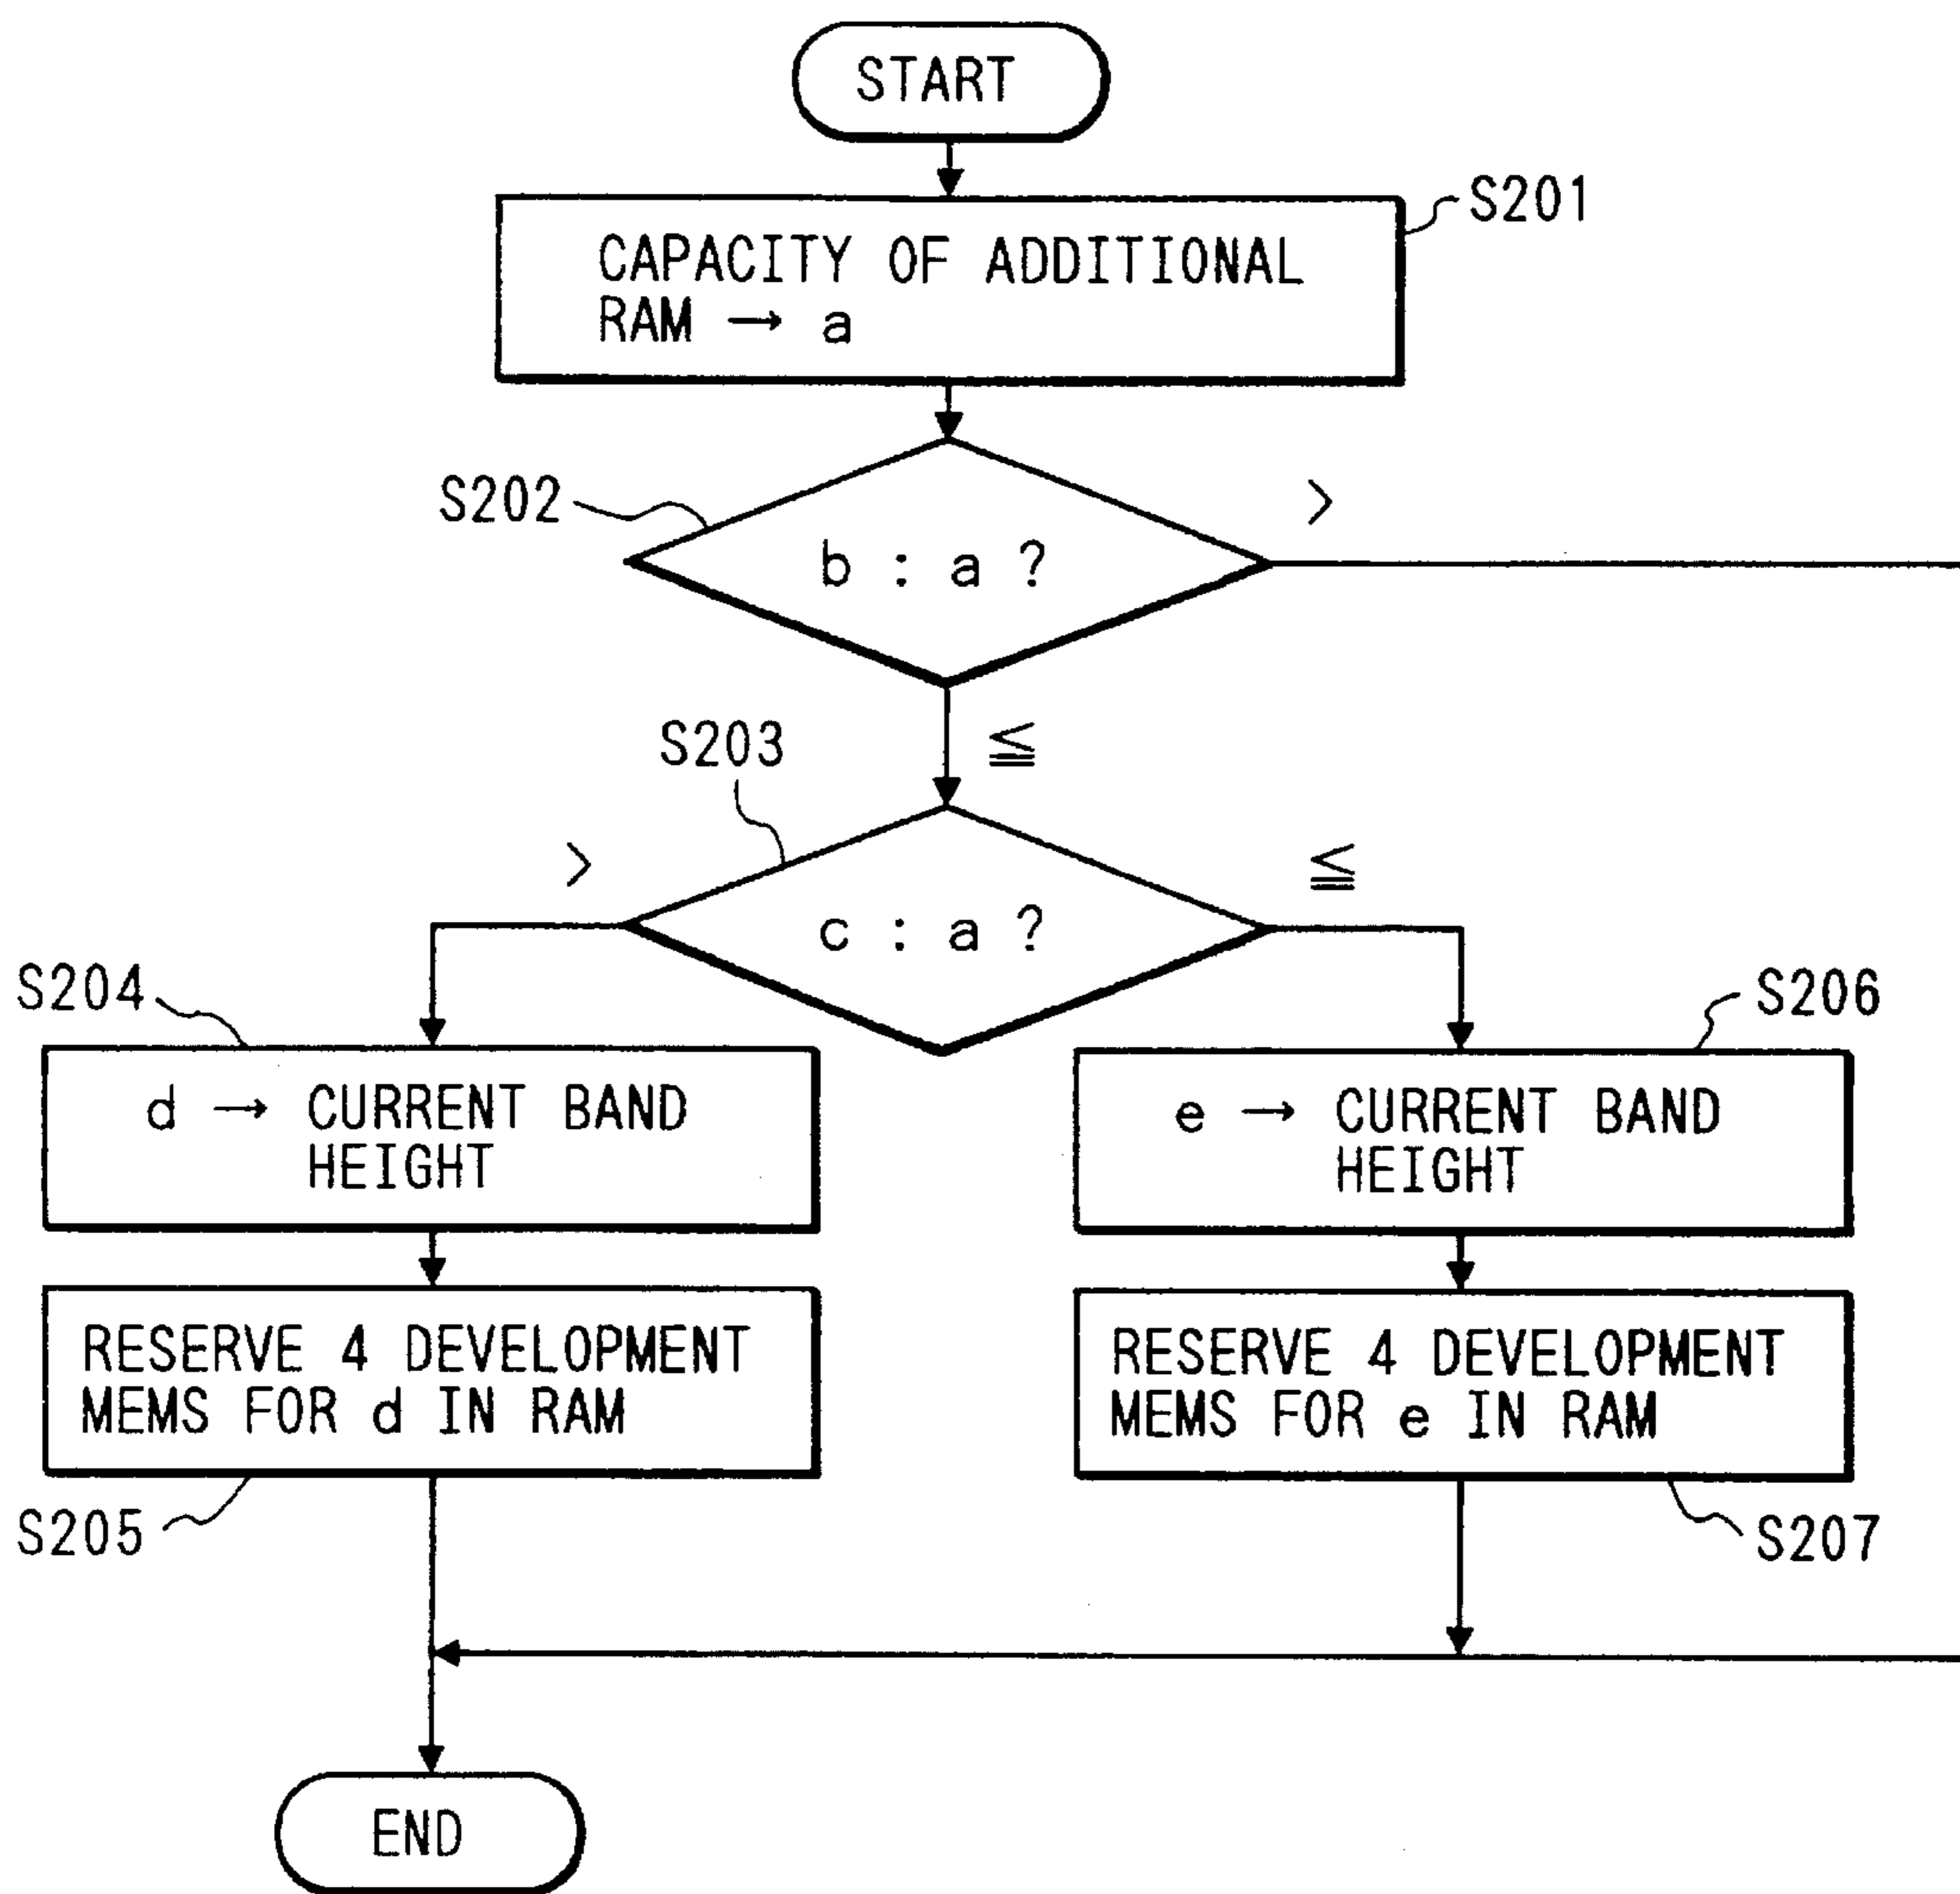 START
S201
CAPACITY OF ADDITIONAL
RAM → a
S202
>
b : a ?
S203
≦
>
≦
c : a ?
S204
S206
d → CURRENT BAND
HEIGHT
e → CURRENT BAND
HEIGHT
RESERVE 4 DEVELOPMENT
MEMS FOR d IN RAM
RESERVE 4 DEVELOPMENT
MEMS FOR e IN RAM
S205
S207
END